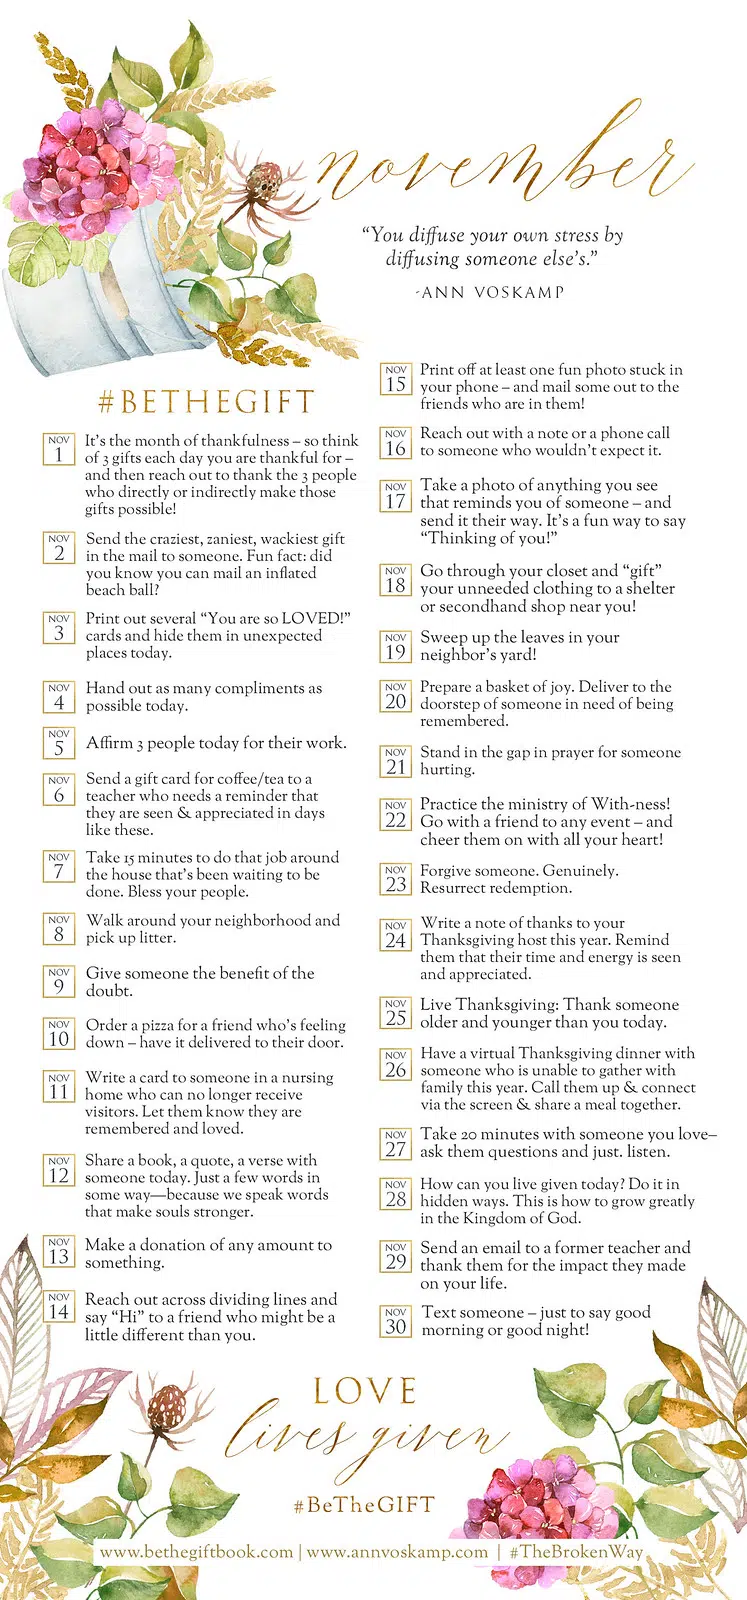 november
“You diffuse your own stress by
diffusing someone else’s.”
-ANN VOSKAMP
#BETHEGIFT
NOV
1
It’s the month of thankfulness – so think
of 3 gifts each day you are thankful for –
and then reach out to thank the 3 people
who directly or indirectly make those
gifts possible!
NOV
2
Send the craziest, zaniest, wackiest gift
in the mail to someone. Fun fact: did
you know you can mail an inflated
beach ball?
NOV
3
Print out several “You are so LOVED!”
cards and hide them in unexpected
places today.
NOV
4
Hand out as many compliments as
possible today.
NOV
5
Affirm 3 people today for their work.
NOV
6
Send a gift card for coffee/tea to a
teacher who needs a reminder that
they are seen & appreciated in days
like these.
NOV
7
Take 15 minutes to do that job around
the house that’s been waiting to be
done. Bless your people.
NOV
8
Walk around your neighborhood and
pick up litter.
NOV
9
Give someone the benefit of the
doubt.
NOV
10
Order a pizza for a friend who’s feeling
down – have it delivered to their door.
NOV
11
Write a card to someone in a nursing
home who can no longer receive
visitors. Let them know they are
remembered and loved.
NOV
12
Share a book, a quote, a verse with
someone today. Just a few words in
some way—because we speak words
that make souls stronger.
NOV
13
Make a donation of any amount to
something.
NOV
14
Reach out across dividing lines and
say “Hi” to a friend who might be a
little different than you.
NOV
15
Print off at least one fun photo stuck in
your phone – and mail some out to the
friends who are in them!
NOV
16
Reach out with a note or a phone call
to someone who wouldn’t expect it.
NOV
17
Take a photo of anything you see
that reminds you of someone – and
send it their way. It’s a fun way to say
“Thinking of you!”
NOV
18
Go through your closet and “gift”
your unneeded clothing to a shelter
or secondhand shop near you!
NOV
19
Sweep up the leaves in your
neighbor’s yard!
NOV
20
Prepare a basket of joy. Deliver to the
doorstep of someone in need of being
remembered.
NOV
21
Stand in the gap in prayer for someone
hurting.
NOV
22
Practice the ministry of With-ness!
Go with a friend to any event – and
cheer them on with all your heart!
NOV
23
Forgive someone. Genuinely.
Resurrect redemption.
NOV
24
Write a note of thanks to your
Thanksgiving host this year. Remind
them that their time and energy is seen
and appreciated.
NOV
25
Live Thanksgiving: Thank someone
older and younger than you today.
NOV
26
Have a virtual Thanksgiving dinner with
someone who is unable to gather with
family this year. Call them up & connect
via the screen & share a meal together.
NOV
27
Take 20 minutes with someone you love–
ask them questions and just. listen.
NOV
28
How can you live given today? Do it in
hidden ways. This is how to grow greatly
in the Kingdom of God.
NOV
29
Send an email to a former teacher and
thank them for the impact they made
on your life.
NOV
30
Text someone – just to say good
morning or good night!
LOVE
lives given
#BeTheGIFT
www.bethegiftbook.com | www.annvoskamp.com | #TheBrokenWay